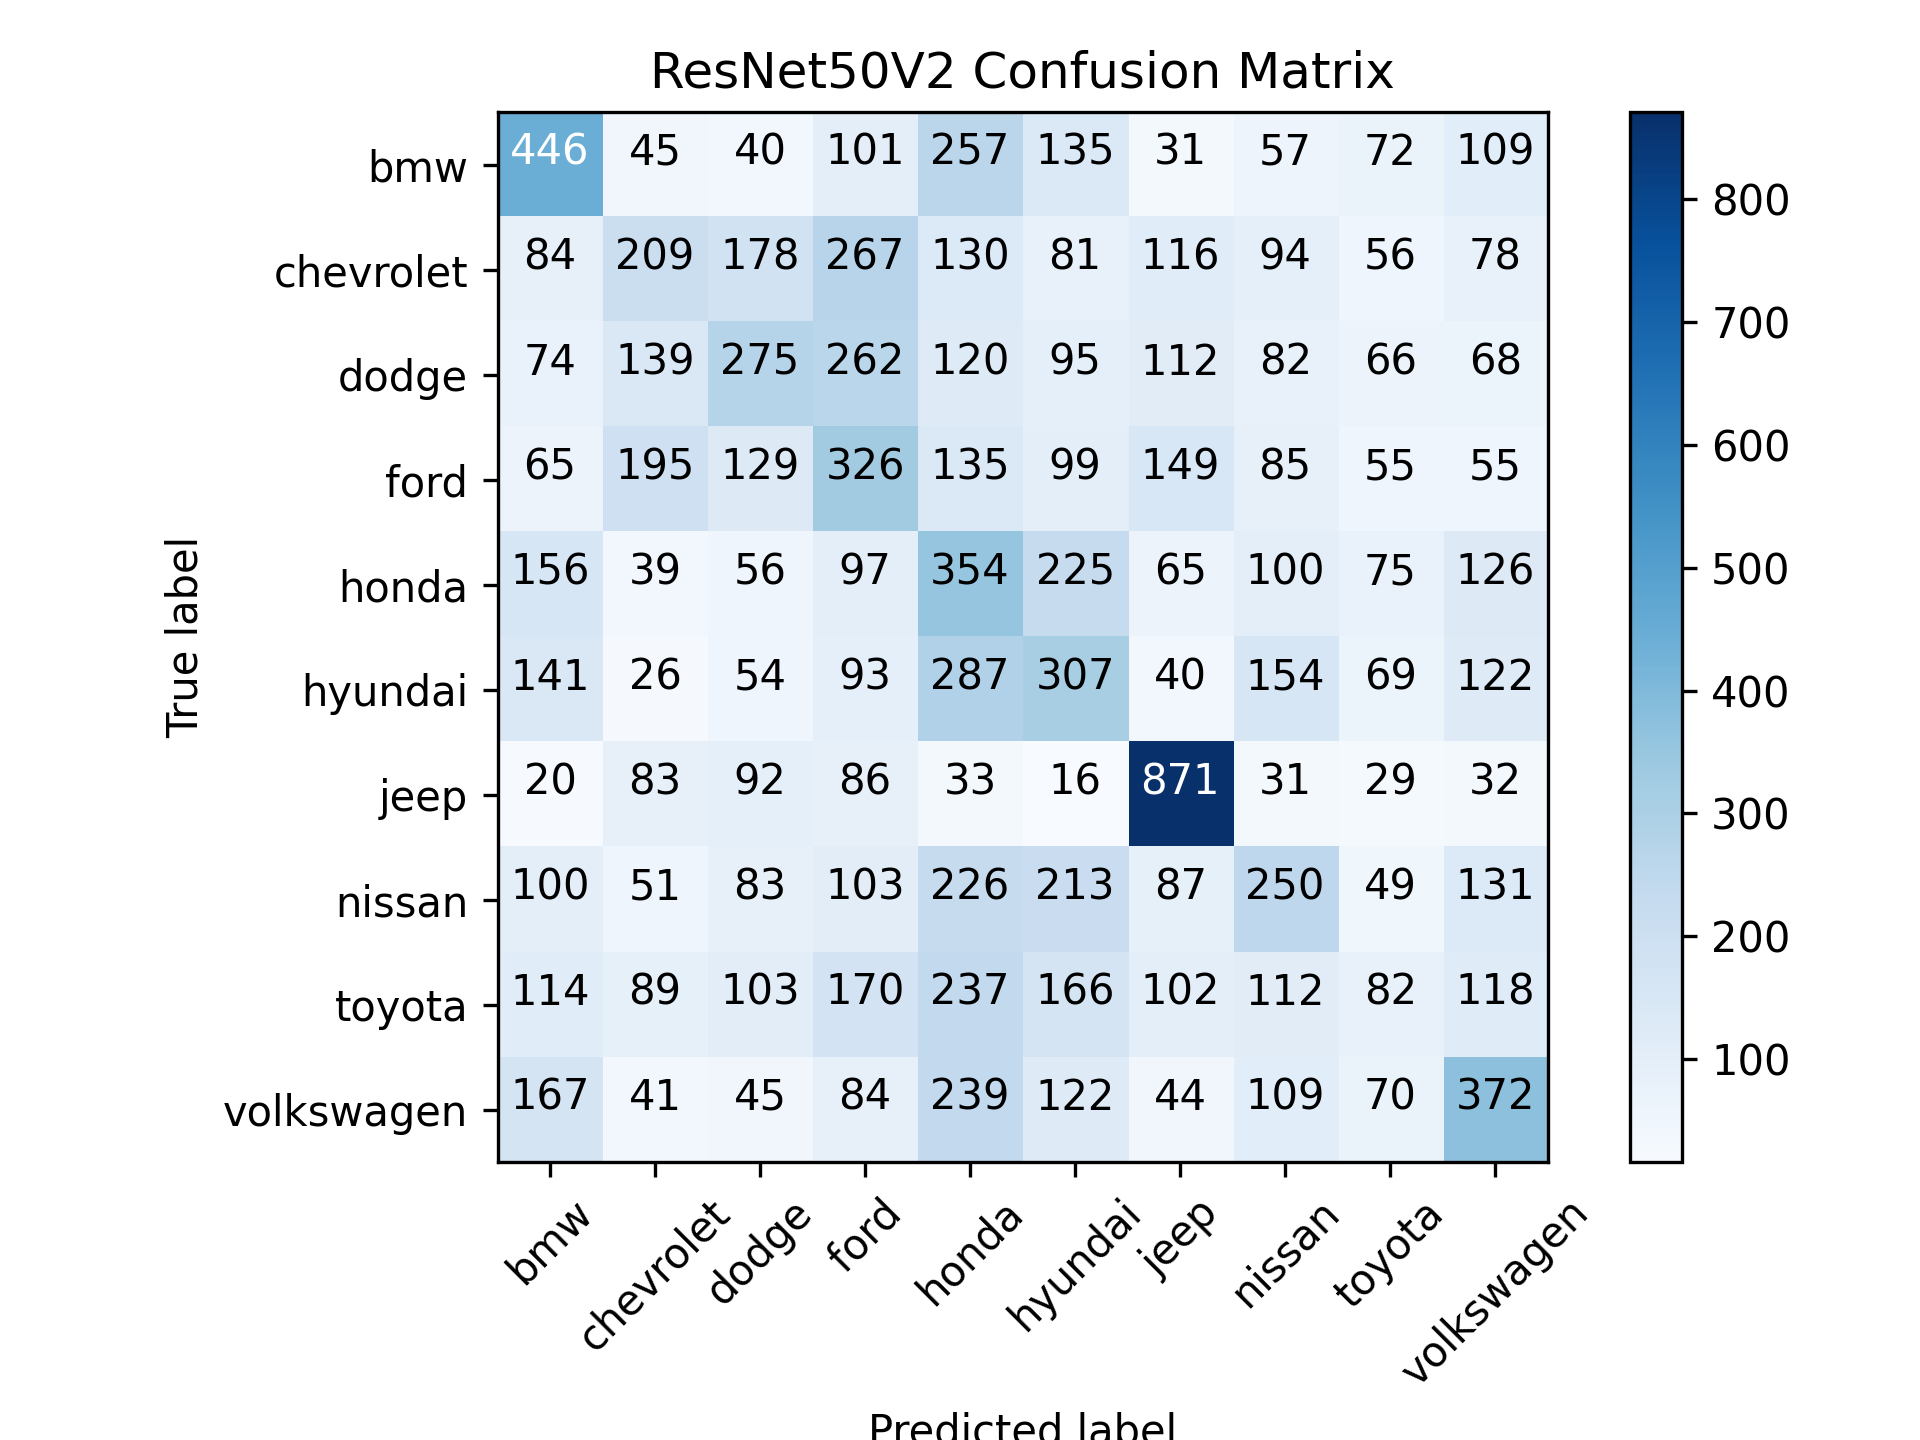 ResNet50V2 Confusion Matrix
bmw 446 45 40 101 257 135 31 57 72 109
chevrolet 84 209 178 267 130 81 116 94 56 78
dodge 74 139 275 262 120 95 112 82 66 68
ford 65 195 129 326 135 99 149 85 55 55
honda 156 39 56 97 354 225 65 100 75 126
hyundai 141 26 54 93 287 307 40 154 69 122
jeep 20 83 92 86 33 16 871 31 29 32
nissan 100 51 83 103 226 213 87 250 49 131
toyota 114 89 103 170 237 166 102 112 82 118
volkswagen 167 41 45 84 239 122 44 109 70 372
True label
bmw chevrolet dodge ford honda hyundai jeep nissan toyota volkswagen
Predicted label
800
700
600
500
400
300
200
100